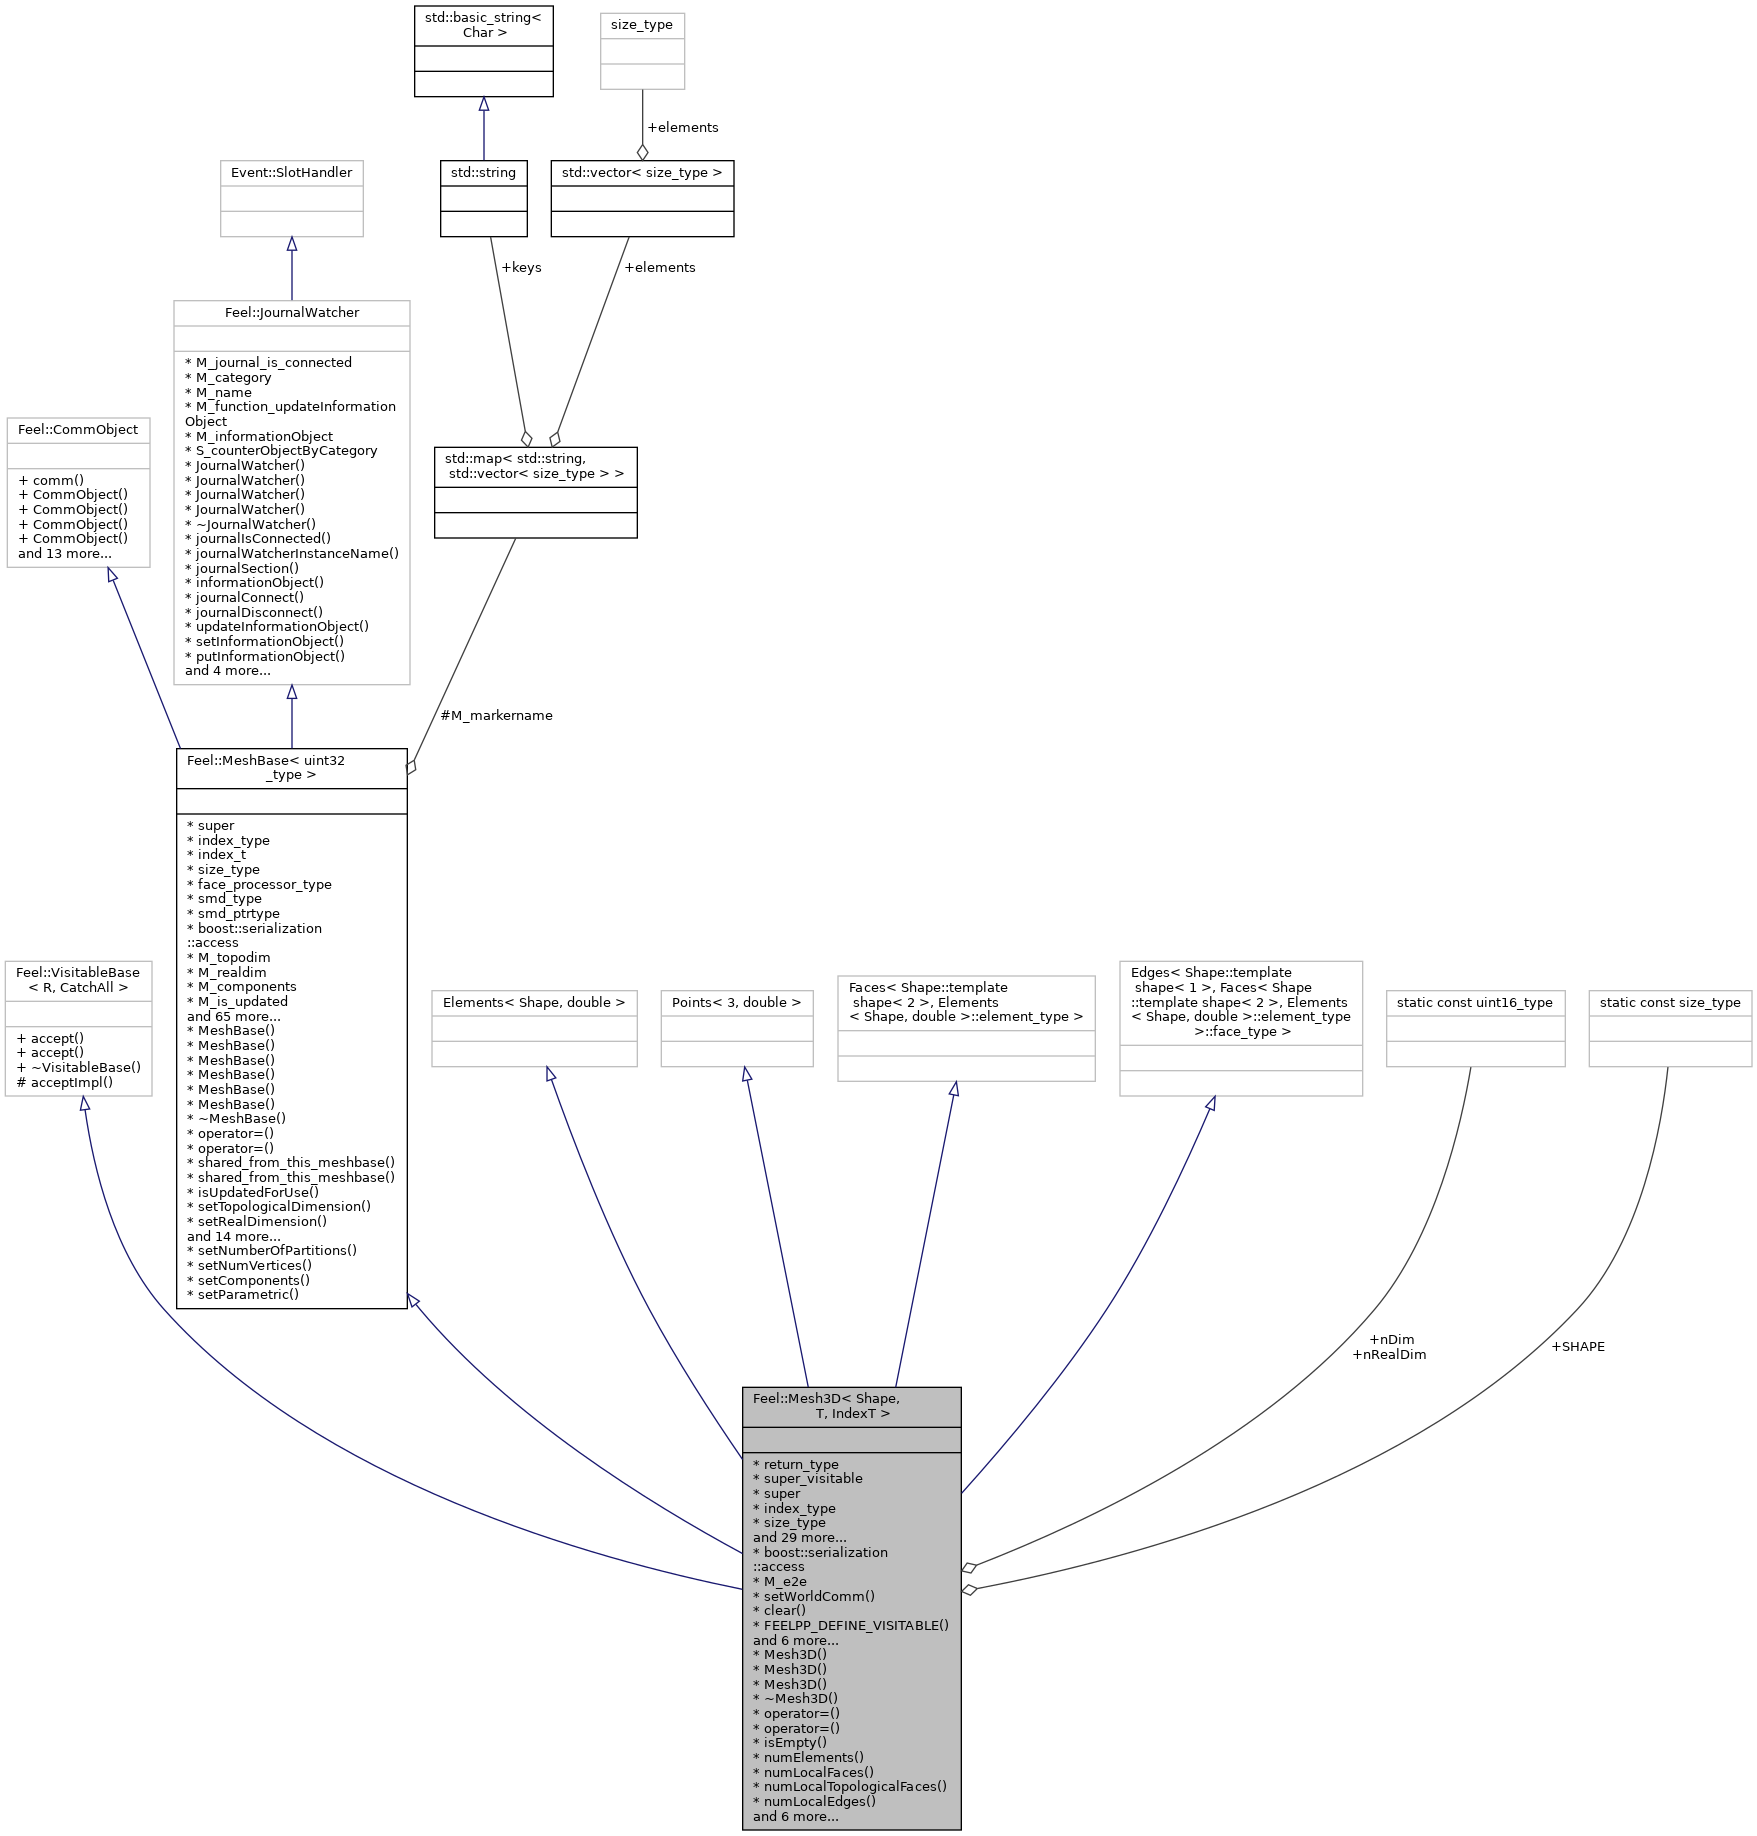 std::basic_string<
Char >
size_type
+elements
Event::SlotHandler
std::string
std::vector< size_type >
+keys
+elements
Feel::JournalWatcher
* M_journal_is_connected
* M_category
* M_name
* M_function_updateInformation
Object
* M_informationObject
* S_counterObjectByCategory
* JournalWatcher()
* JournalWatcher()
* JournalWatcher()
* JournalWatcher()
* ~JournalWatcher()
* journalIsConnected()
* journalWatcherInstanceName()
* journalSection()
* informationObject()
* journalConnect()
* journalDisconnect()
* updateInformationObject()
* setInformationObject()
* putInformationObject()
and 4 more...
Feel::CommObject
+ comm()
+ CommObject()
+ CommObject()
+ CommObject()
+ CommObject()
and 13 more...
std::map< std::string,
std::vector< size_type > >
#M_markername
Feel::MeshBase< uint32
_type >
* super
* index_type
* index_t
* size_type
* face_processor_type
* smd_type
* smd_ptrtype
* boost::serialization
::access
* M_topodim
* M_realdim
* M_components
* M_is_updated
and 65 more...
* MeshBase()
* MeshBase()
* MeshBase()
* MeshBase()
* MeshBase()
* MeshBase()
* ~MeshBase()
* operator=()
* operator=()
* shared_from_this_meshbase()
* shared_from_this_meshbase()
* isUpdatedForUse()
* setTopologicalDimension()
* setRealDimension()
and 14 more...
* setNumberOfPartitions()
* setNumVertices()
* setComponents()
* setParametric()
Feel::VisitableBase
< R, CatchAll >
+ accept()
+ accept()
+ ~VisitableBase()
# acceptImpl()
Elements< Shape, double >
Points< 3, double >
Faces< Shape::template
shape< 2 >, Elements
< Shape, double >::element_type >
Edges< Shape::template
shape< 1 >, Faces< Shape
::template shape< 2 >, Elements
< Shape, double >::element_type
>::face_type >
static const uint16_type
static const size_type
+nDim
+nRealDim
+SHAPE
Feel::Mesh3D< Shape,
T, IndexT >
* return_type
* super_visitable
* super
* index_type
* size_type
and 29 more...
* boost::serialization
::access
* M_e2e
* setWorldComm()
* clear()
* FEELPP_DEFINE_VISITABLE()
and 6 more...
* Mesh3D()
* Mesh3D()
* Mesh3D()
* ~Mesh3D()
* operator=()
* operator=()
* isEmpty()
* numElements()
* numLocalFaces()
* numLocalTopologicalFaces()
* numLocalEdges()
and 6 more...